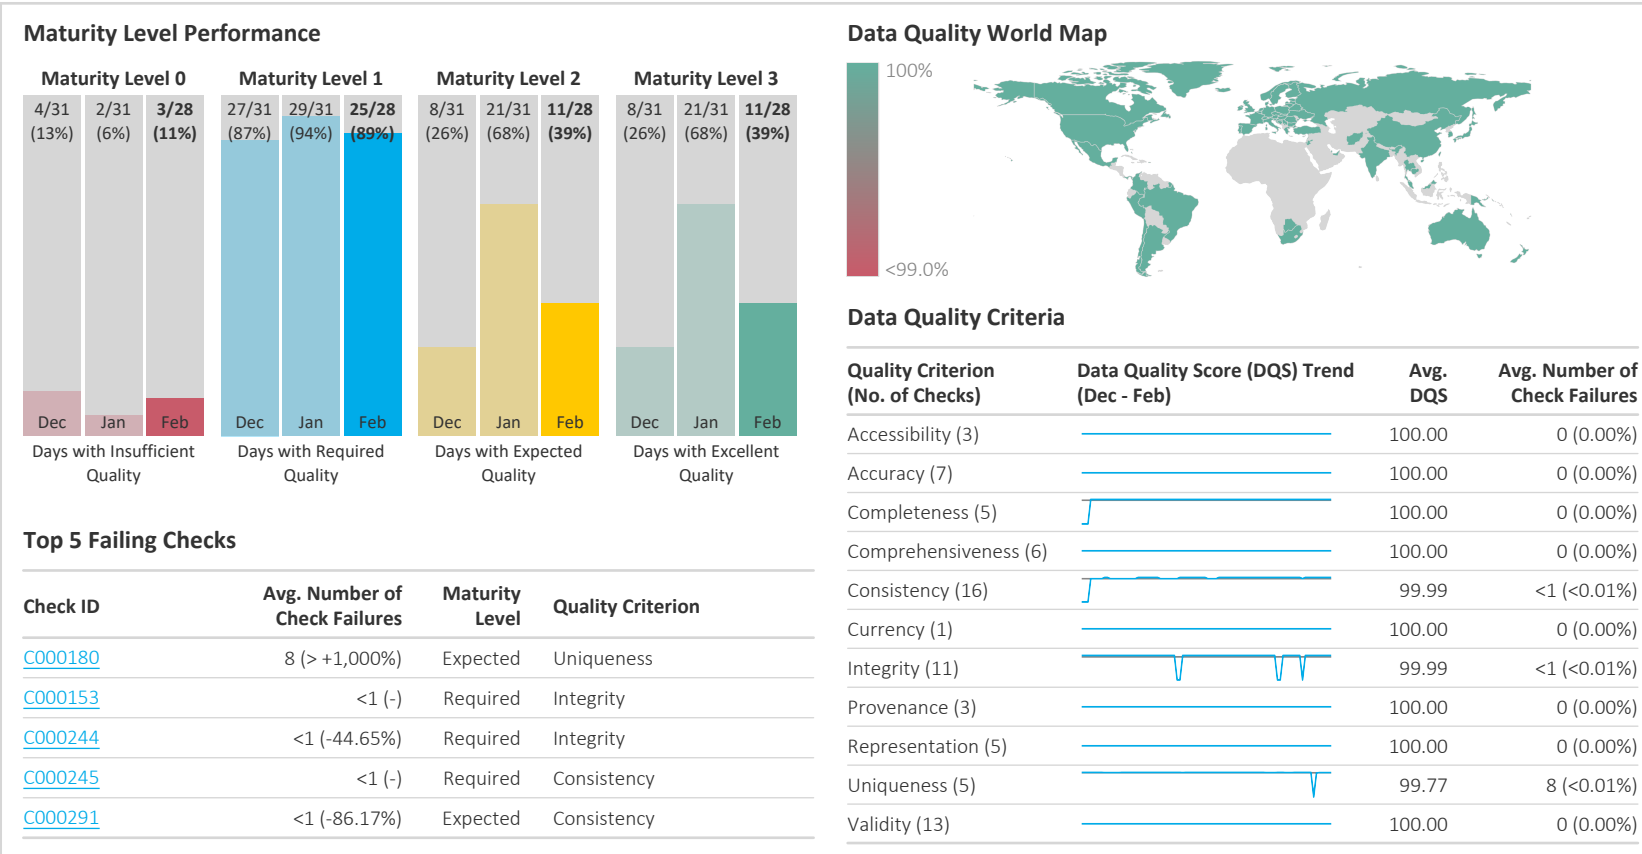 Maturity Level Performance
Maturity Level 0
Maturity Level 1
Maturity Level 2
Maturity Level 3
4/31 2/31 3/28
(13%) (6%) (11%)
27/31 29/31 25/28
(87%) (94%) (89%)
8/31 21/31 11/28
(26%) (68%) (39%)
8/31 21/31 11/28
(26%) (68%) (39%)
Dec Jan Feb
Dec Jan Feb
Dec Jan Feb
Dec Jan Feb
Days with Insufficient
Quality
Days with Required
Quality
Days with Expected
Quality
Days with Excellent
Quality
Top 5 Failing Checks
Check ID
Avg. Number of
Check Failures
Maturity
Level
Quality Criterion
C000180 8 (> +1,000%) Expected Uniqueness
C000153 <1 (-) Required Integrity
C000244 <1 (-44.65%) Required Integrity
C000245 <1 (-) Required Consistency
C000291 <1 (-86.17%) Expected Consistency
Data Quality World Map
100%
<99.0%
Data Quality Criteria
Quality Criterion
(No. of Checks)
Data Quality Score (DQS) Trend
(Dec - Feb)
Avg.
DQS
Avg. Number of
Check Failures
Accessibility (3) 100.00 0 (0.00%)
Accuracy (7) 100.00 0 (0.00%)
Completeness (5) 100.00 0 (0.00%)
Comprehensiveness (6) 100.00 0 (0.00%)
Consistency (16) 99.99 <1 (<0.01%)
Currency (1) 100.00 0 (0.00%)
Integrity (11) 99.99 <1 (<0.01%)
Provenance (3) 100.00 0 (0.00%)
Representation (5) 100.00 0 (0.00%)
Uniqueness (5) 99.77 8 (<0.01%)
Validity (13) 100.00 0 (0.00%)